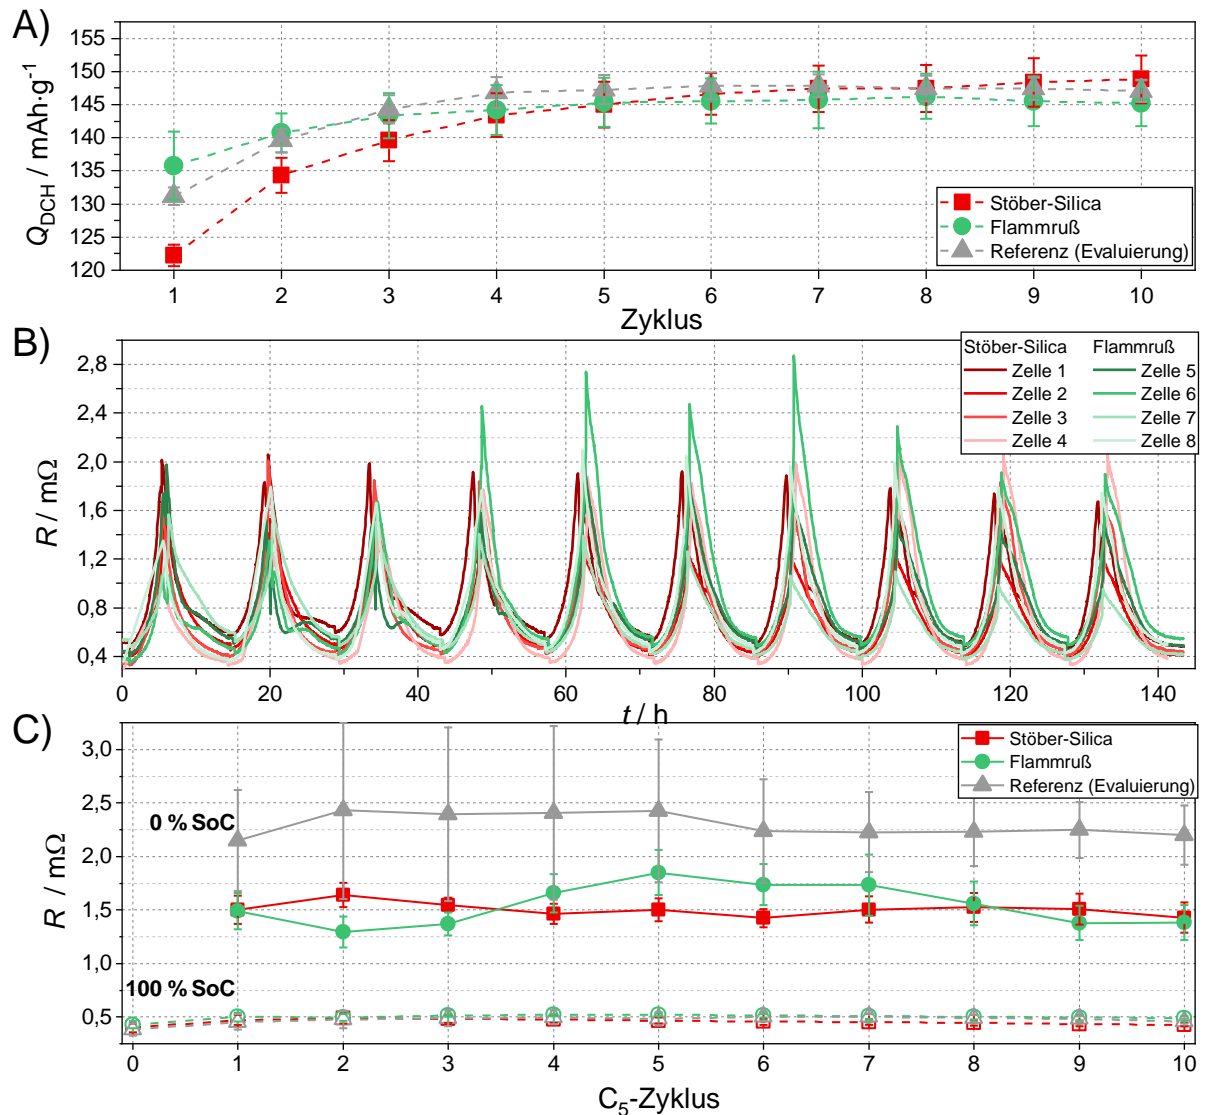 A)
155
150
145
140
135
130
125
120
Q_DCH / mAh·g⁻¹
Stöber-Silica
Flammruß
Referenz (Evaluierung)
1 2 3 4 5 6 7 8 9 10
Zyklus
B)
2,8
2,4
2,0
1,6
1,2
0,8
0,4
R / mΩ
Stöber-Silica Flammruß
Zelle 1 Zelle 5
Zelle 2 Zelle 6
Zelle 3 Zelle 7
Zelle 4 Zelle 8
0 20 40 60 80 100 120 140
t / h
C)
3,0
2,5
2,0
1,5
1,0
0,5
R / mΩ
Stöber-Silica
Flammruß
Referenz (Evaluierung)
0 % SoC
100 % SoC
0 1 2 3 4 5 6 7 8 9 10
C₅-Zyklus